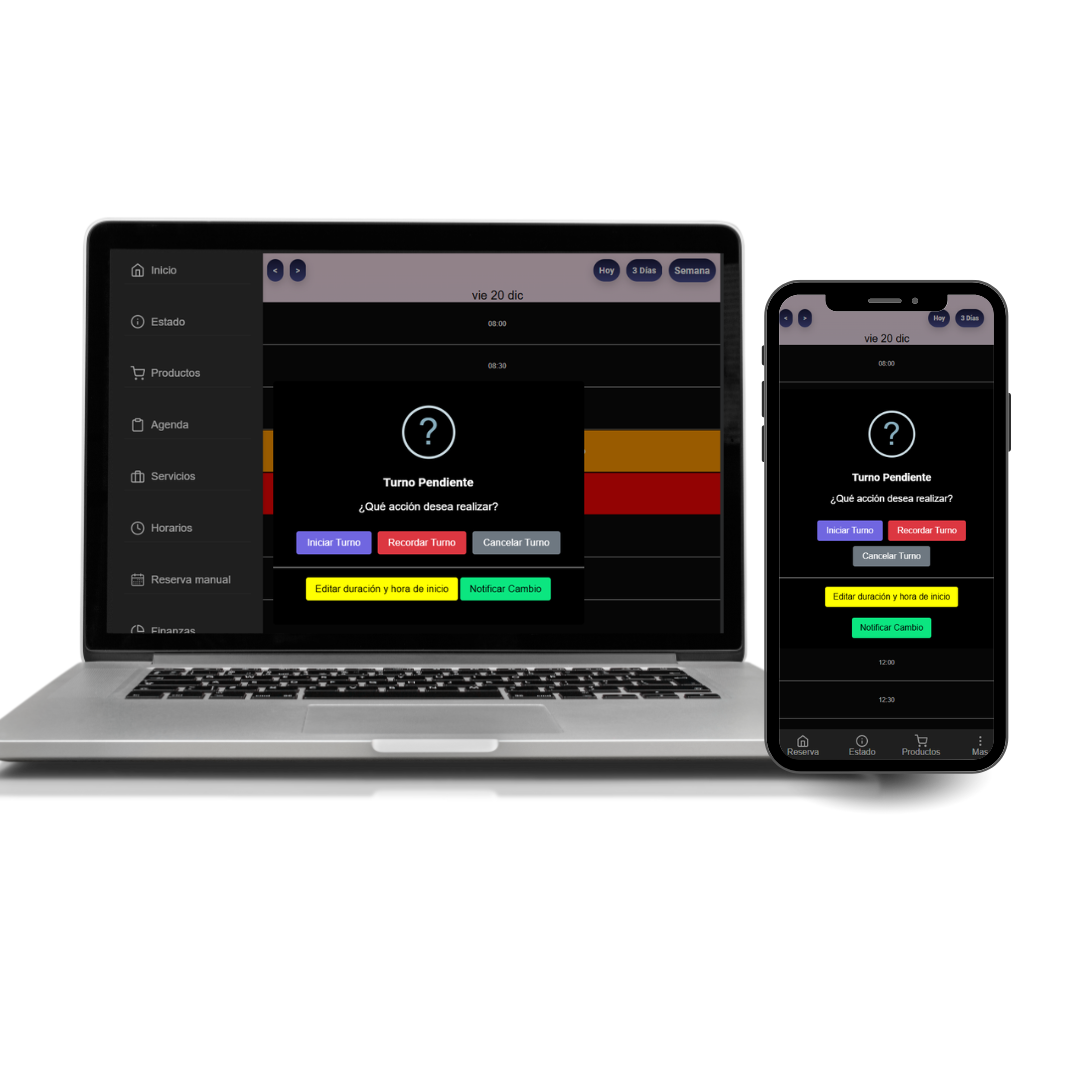 Inicio
Estado
Productos
Agenda
Servicios
Horarios
Reserva manual
Finanzas
< >
Hoy 3 Días Semana
vie 20 dic
08:00
08:30
?
Turno Pendiente
¿Qué acción desea realizar?
Iniciar Turno Recordar Turno Cancelar Turno
Editar duración y hora de inicio Notificar Cambio
< >
Hoy 3 Días
vie 20 dic
08:00
?
Turno Pendiente
¿Qué acción desea realizar?
Iniciar Turno Recordar Turno
Cancelar Turno
Editar duración y hora de inicio
Notificar Cambio
12:00
12:30
Reserva Estado Productos Mas